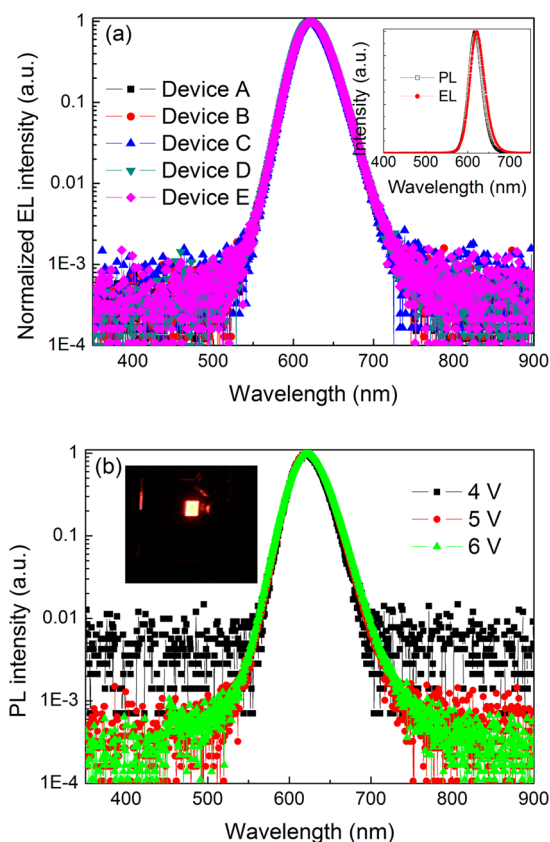 (a)
Normalized EL intensity (a.u.)
1
0.1
0.01
1E-3
1E-4
Device A
Device B
Device C
Device D
Device E
Intensity (a.u.)
PL
EL
400 500 600 700
Wavelength (nm)
400 500 600 700 800 900
Wavelength (nm)
(b)
PL intensity (a.u.)
1
0.1
0.01
1E-3
1E-4
4 V
5 V
6 V
400 500 600 700 800 900
Wavelength (nm)